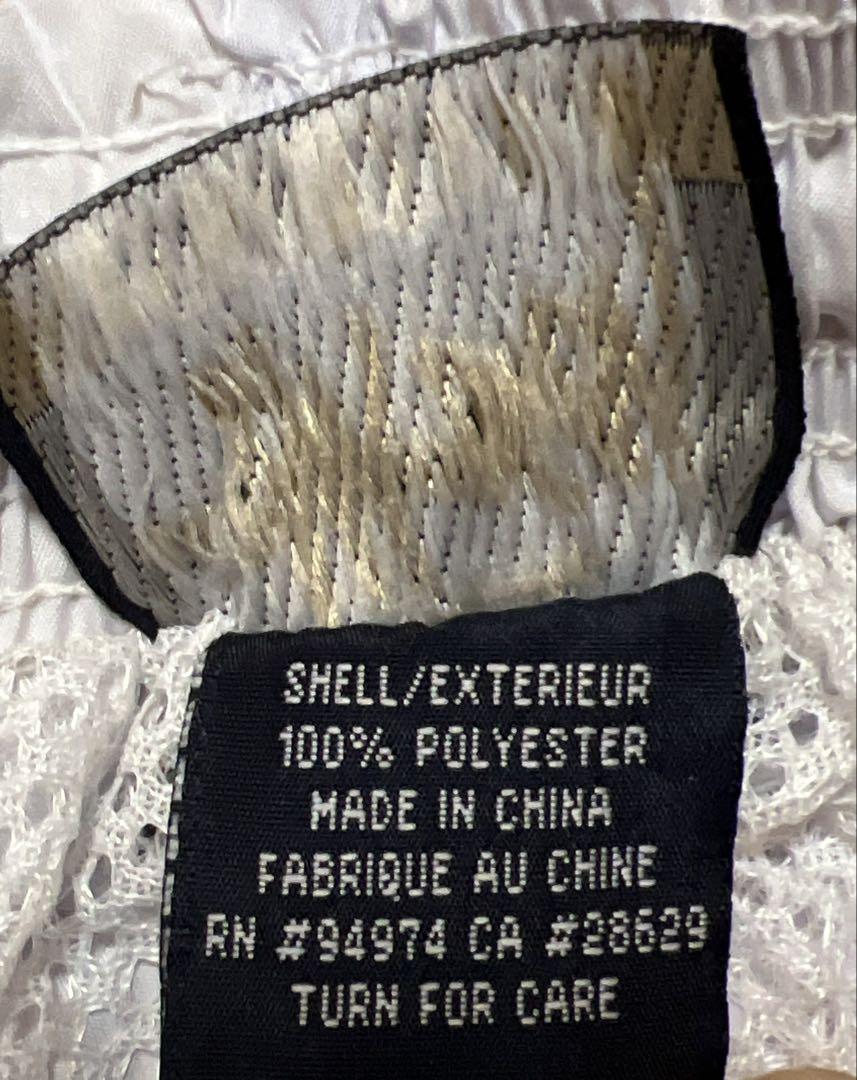 SHELL/EXTERIEUR
100% POLYESTER
MADE IN CHINA
FABRIQUE AU CHINE
RN #94974 CA #28629
TURN FOR CARE